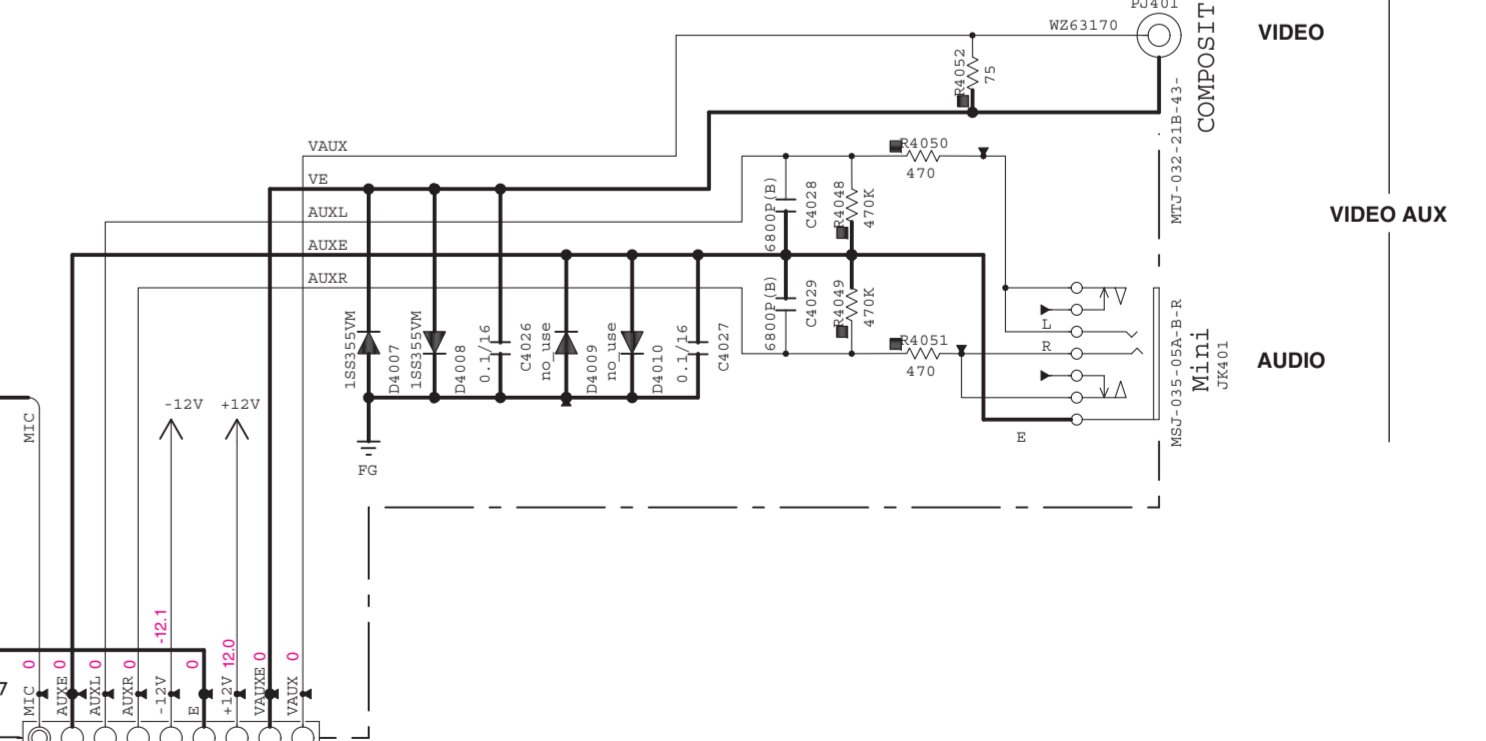 PJ401
WZ63170
VIDEO
COMPOSIT
R4052
75
MTJ-032-21B-43-
VAUX
VE
AUXL
AUXE
AUXR
R4050
470
6800P(B)
C4028
R4048
470K
6800P(B)
C4029
R4049
470K
R4051
470
VIDEO AUX
1SS355VM
D4007
1SS355VM
D4008
0.1/16
C4026
no_use
D4009
no_use
D4010
0.1/16
C4027
L
R
E
MSJ-035-05A-B-R
Mini
JK401
AUDIO
FG
-12V
+12V
MIC
0
0
0
0
-12.1
0
12.0
0
0
7
MIC
AUXE
AUXL
AUXR
-12V
E
+12V
VAUXE
VAUX